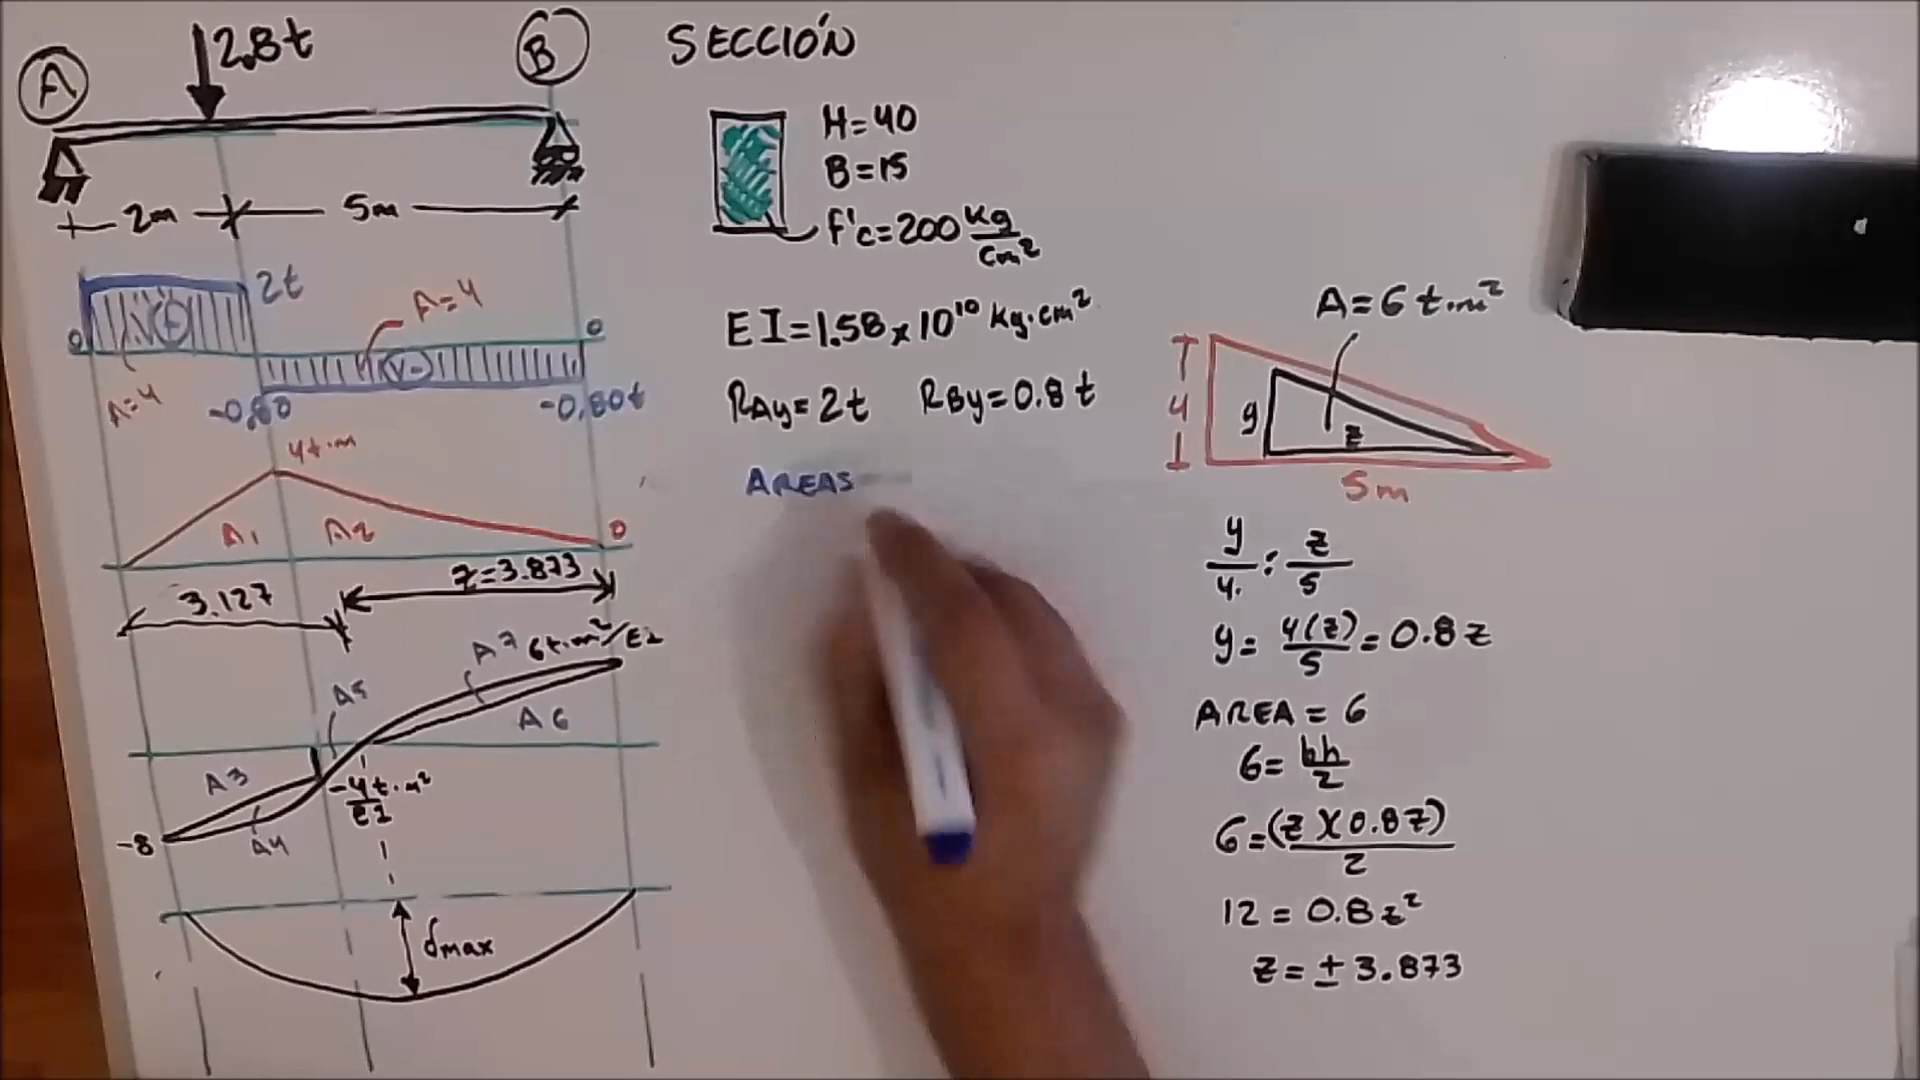 A
2.8t
B
2m
5m
2t
V+
0
A=4
A=4
V-
0
-0.80
-0.80t
4t·m
A1
A2
0
3.127
z=3.873
A7
6t·m²/EI
A5
A6
A3
-4t·m²
EI
-8
A4
δmax
SECCIÓN
H=40
B=15
f'c=200 kg
cm²
EI=1.58x10¹⁰ kg·cm²
RAy=2t RBy=0.8t
AREAS
A=6t·m²
4
y
z
5m
y/4 : z/5
y= 4(z)/5 = 0.8z
AREA = 6
6= bh/2
6=(z)(0.8z)/2
12 = 0.8z²
z= ± 3.873